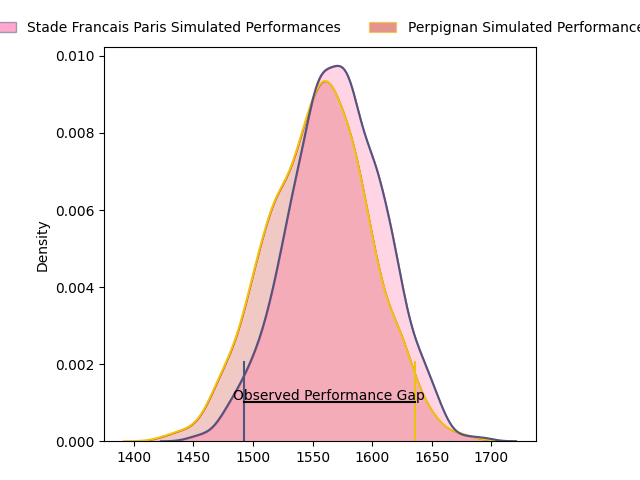 Stade Francais Paris Simulated Performances Perpignan Simulated Performance
0.010
0.008
0.006
0.004
0.002
0.000
Density
Observed Performance Gap
1400 1450 1500 1550 1600 1650 1700